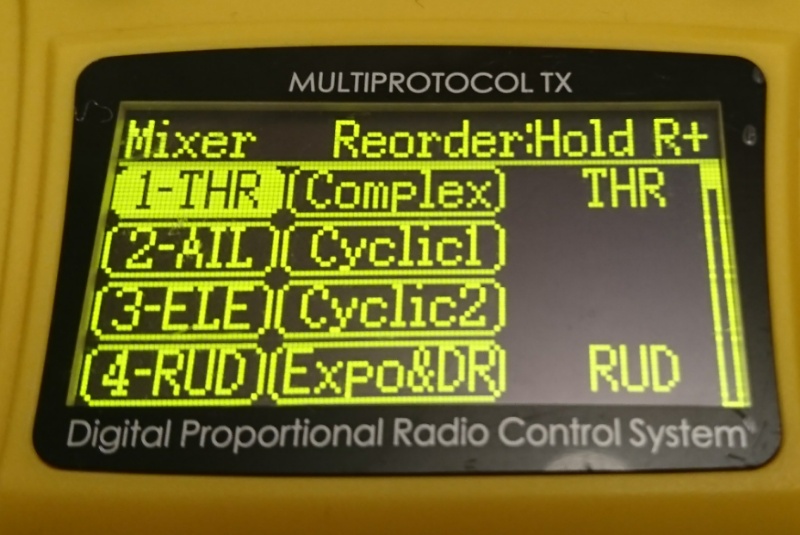 MULTIPROTOCOL TX
Mixer Reorder:Hold R+
1-THR Complex THR
2-AIL Cyclic1
3-ELE Cyclic2
4-RUD Expo&DR RUD
Digital Proportional Radio Control System